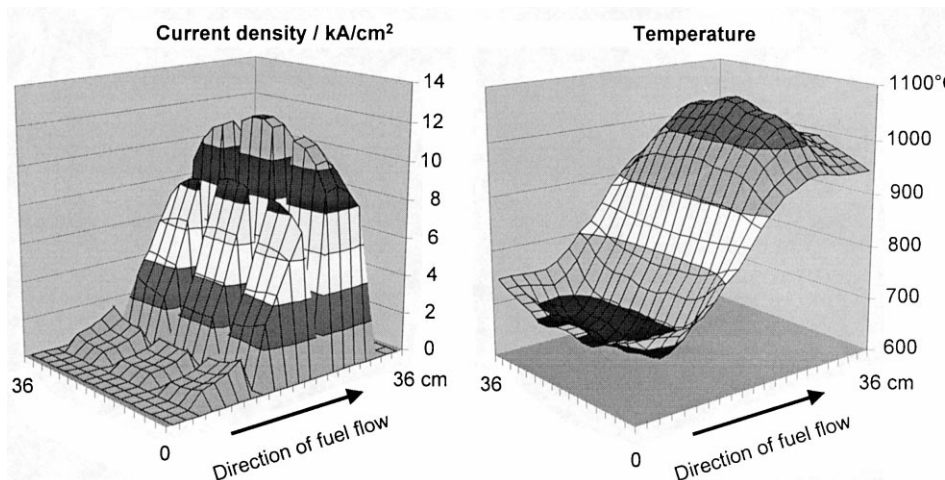 Current density / kA/cm²
14
12
10
8
6
4
2
0
36
36 cm
0
Direction of fuel flow
Temperature
1100°C
1000
900
800
700
600
36
36 cm
0
Direction of fuel flow